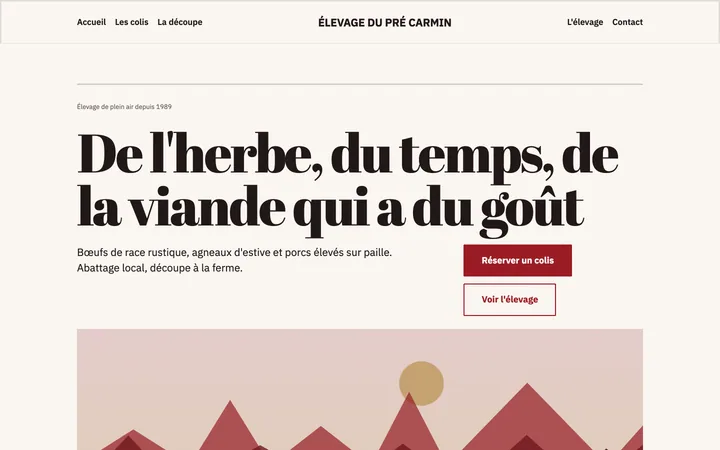 Accueil Les colis La découpe ÉLEVAGE DU PRÉ CARMIN L'élevage Contact
Élevage de plein air depuis 1989
De l'herbe, du temps, de
la viande qui a du goût
Bœufs de race rustique, agneaux d'estive et porcs élevés sur paille.
Abattage local, découpe à la ferme.
Réserver un colis
Voir l'élevage